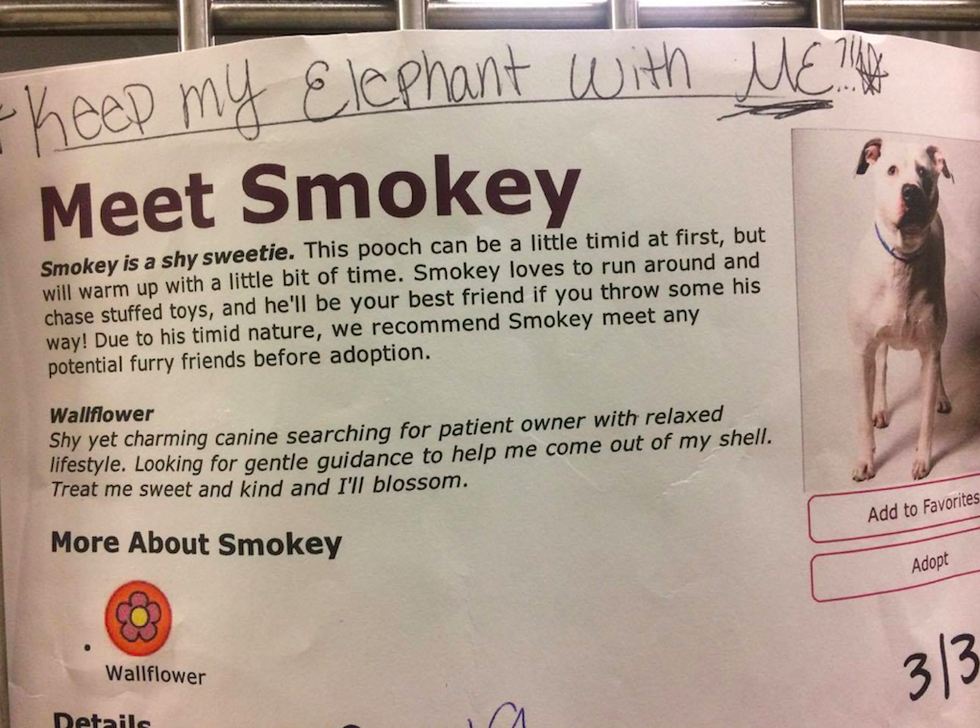 Keep my Elephant with ME...
Meet Smokey
Smokey is a shy sweetie. This pooch can be a little timid at first, but
will warm up with a little bit of time. Smokey loves to run around and
chase stuffed toys, and he'll be your best friend if you throw some his
way! Due to his timid nature, we recommend Smokey meet any
potential furry friends before adoption.
Wallflower
Shy yet charming canine searching for patient owner with relaxed
lifestyle. Looking for gentle guidance to help me come out of my shell.
Treat me sweet and kind and I'll blossom.
Add to Favorites
Adopt
More About Smokey
Wallflower
3/3
Details